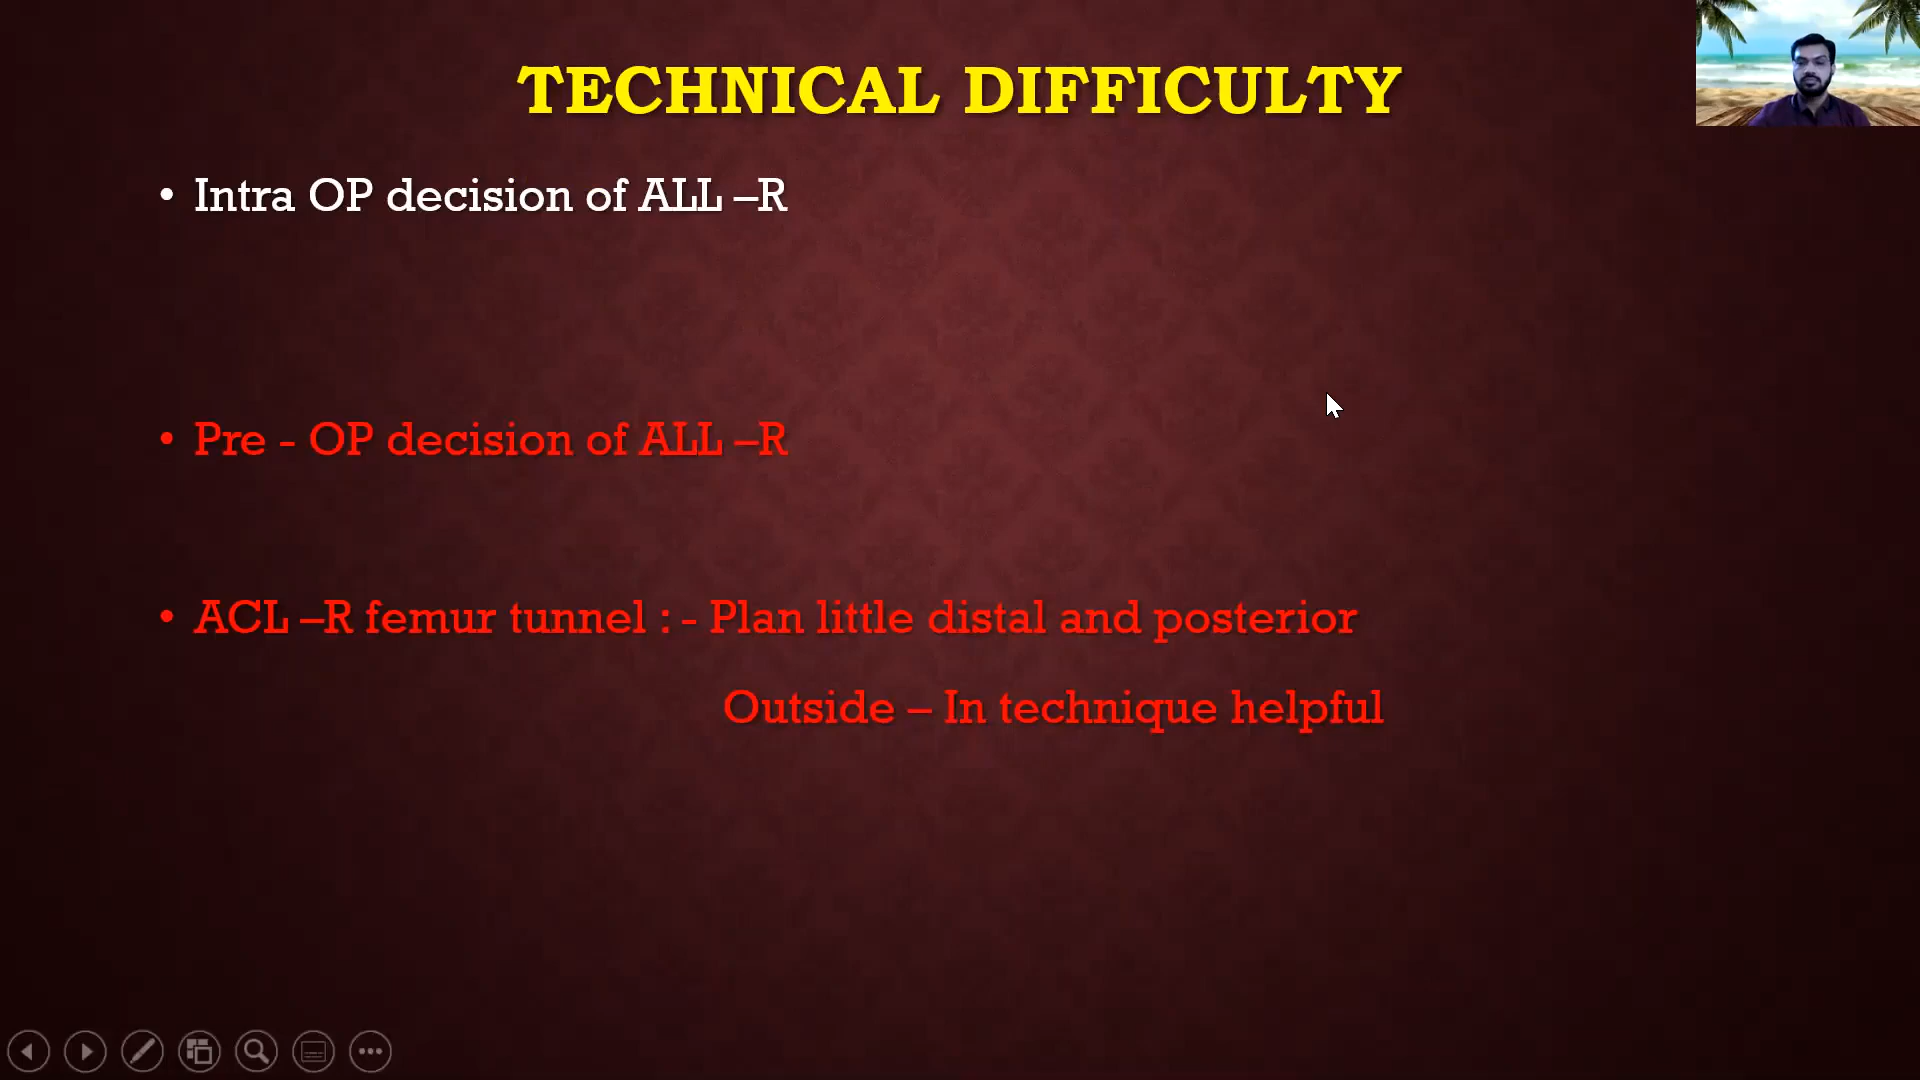 TECHNICAL DIFFICULTY
• Intra OP decision of ALL –R
• Pre - OP decision of ALL –R
• ACL –R femur tunnel : - Plan little distal and posterior
Outside – In technique helpful